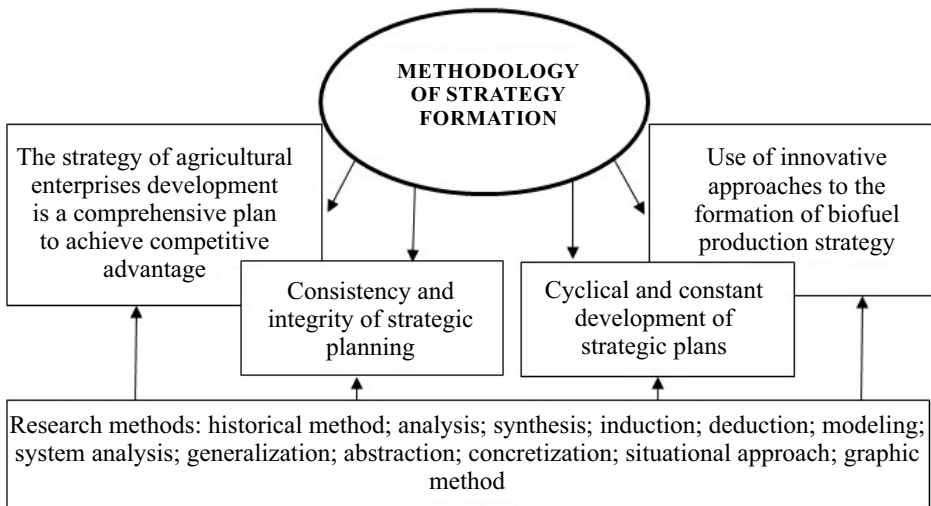 METHODOLOGY
OF STRATEGY
FORMATION
The strategy of agricultural
enterprises development
is a comprehensive plan
to achieve competitive
advantage
Use of innovative
approaches to the
formation of biofuel
production strategy
Consistency and
integrity of strategic
planning
Cyclical and constant
development of
strategic plans
Research methods: historical method; analysis; synthesis; induction; deduction; modeling;
system analysis; generalization; abstraction; concretization; situational approach; graphic
method